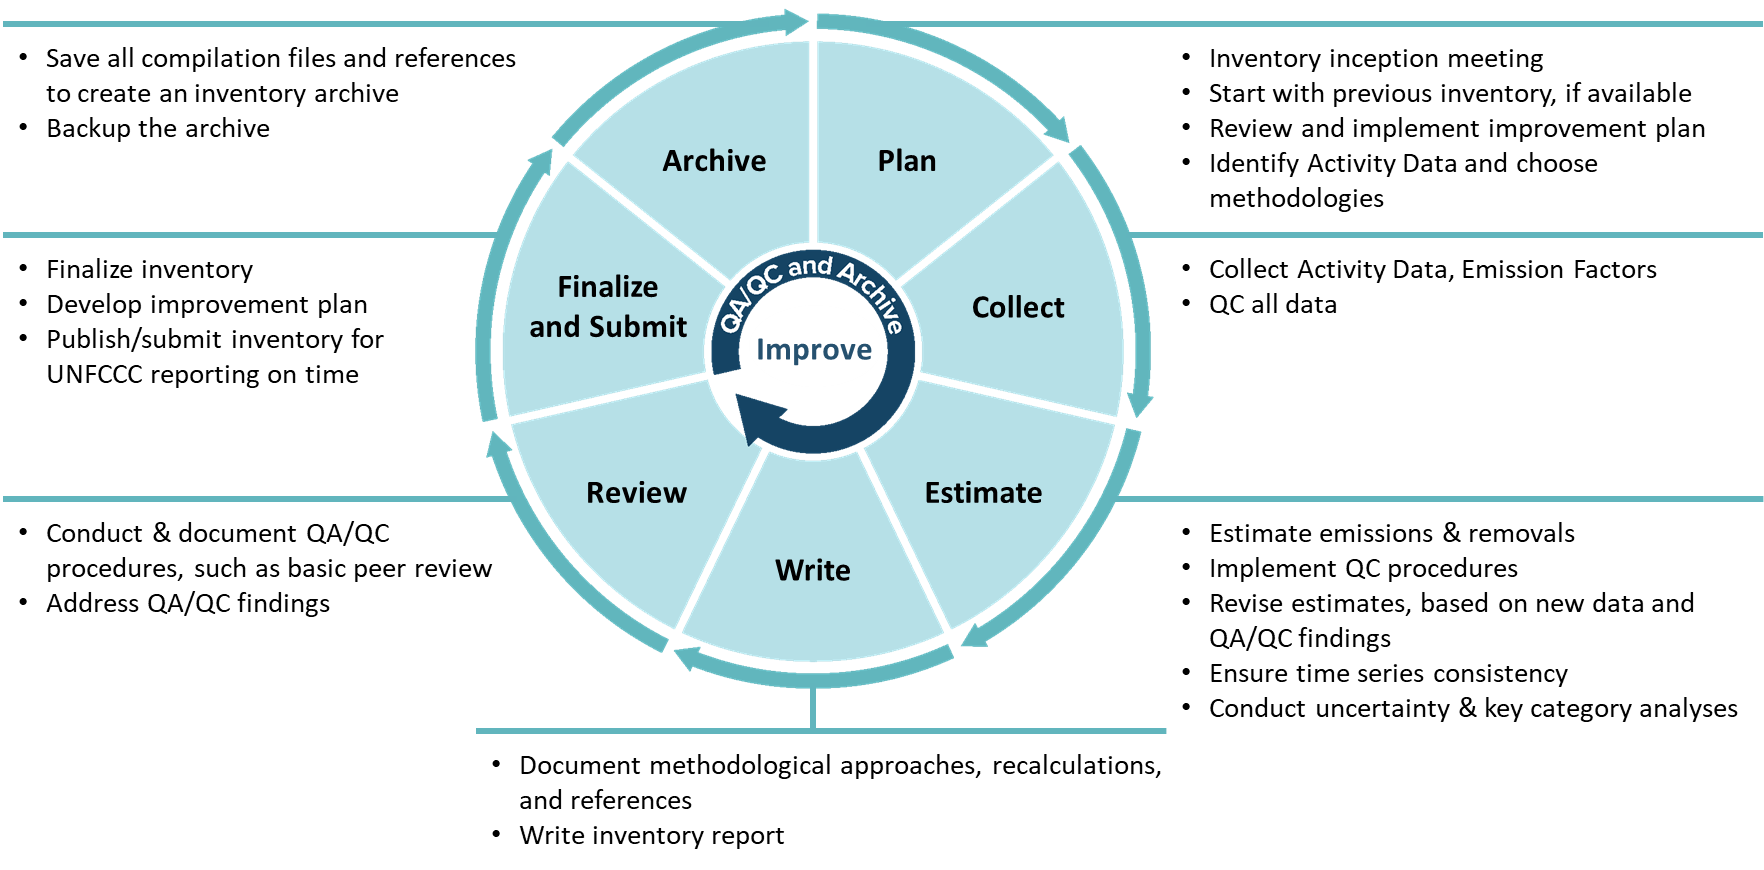 • Save all compilation files and references
to create an inventory archive
• Backup the archive
• Finalize inventory
• Develop improvement plan
• Publish/submit inventory for
UNFCCC reporting on time
• Conduct & document QA/QC
procedures, such as basic peer review
• Address QA/QC findings
Archive
Plan
Finalize
and Submit
Collect
QA/QC and Archive
Improve
Review
Estimate
Write
• Inventory inception meeting
• Start with previous inventory, if available
• Review and implement improvement plan
• Identify Activity Data and choose
methodologies
• Collect Activity Data, Emission Factors
• QC all data
• Estimate emissions & removals
• Implement QC procedures
• Revise estimates, based on new data and
QA/QC findings
• Ensure time series consistency
• Conduct uncertainty & key category analyses
• Document methodological approaches, recalculations,
and references
• Write inventory report